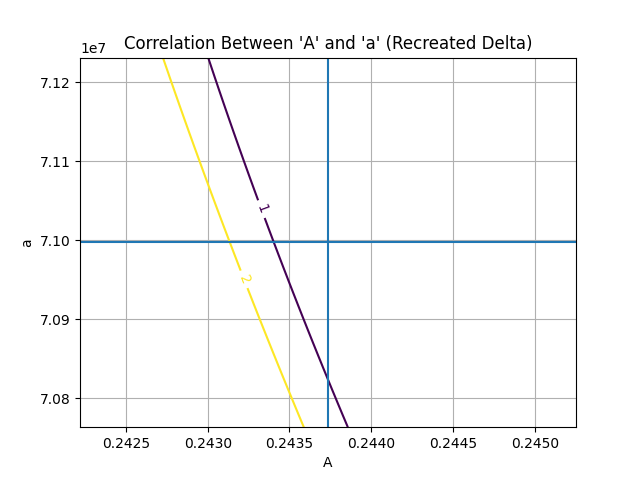 Correlation Between 'A' and 'a' (Recreated Delta)
1e7
7.12
7.11
7.10
7.09
7.08
a
1
2
0.2425 0.2430 0.2435 0.2440 0.2445 0.2450
A